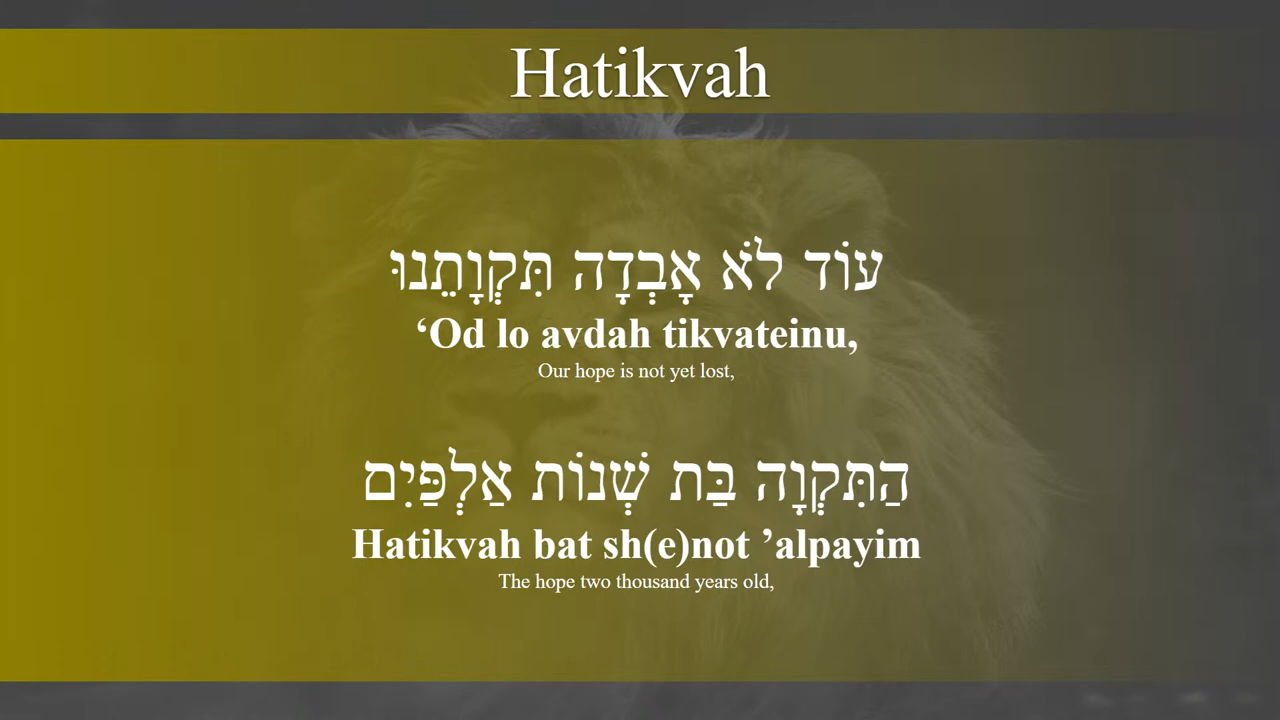 Hatikvah
עוֹד לֹא אָבְדָה תִּקְוָתֵנוּ
‘Od lo avdah tikvateinu,
Our hope is not yet lost,
הַתִּקְוָה בַּת שְׁנוֹת אַלְפַּיִם
Hatikvah bat sh(e)not ’alpayim
The hope two thousand years old,